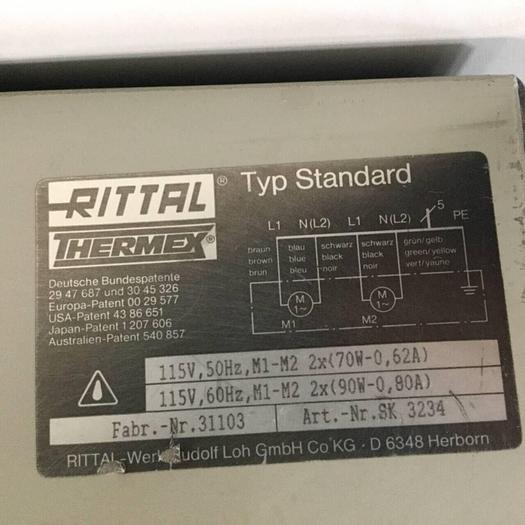 RITTAL ® Typ Standard
THERMEX®
5
L1 N(L2) L1 N(L2) PE
braun blau schwarz schwarz grün/gelb
brown blue black black green/yellow
brun bleu noir noir vert/yaune
M 1~ M 1~
M1 M2
Deutsche Bundespatente
29 47 687 und 30 45 326
Europa-Patent 00 29 577
USA-Patent 43 86 651
Japan-Patent 1 207 606
Australien-Patent 540 857
115V,50Hz,M1-M2 2x(70W-0,62A)
115V,60Hz,M1-M2 2x(90W-0,80A)
Fabr.-Nr.31103 Art.-Nr.SK 3234
RITTAL-Werk Rudolf Loh GmbH Co KG · D 6348 Herborn